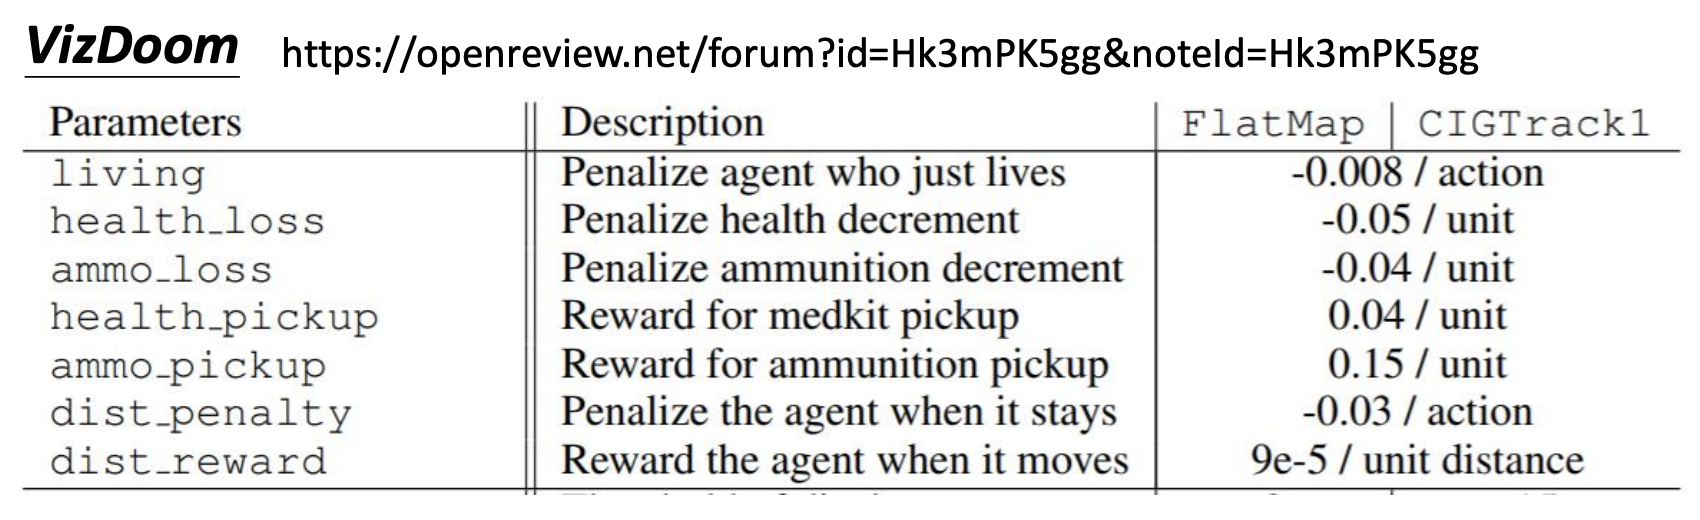 VizDoom https://openreview.net/forum?id=Hk3mPK5gg&noteId=Hk3mPK5gg
Parameters Description FlatMap CIGTrack1
living Penalize agent who just lives -0.008 / action
health_loss Penalize health decrement -0.05 / unit
ammo_loss Penalize ammunition decrement -0.04 / unit
health_pickup Reward for medkit pickup 0.04 / unit
ammo_pickup Reward for ammunition pickup 0.15 / unit
dist_penalty Penalize the agent when it stays -0.03 / action
dist_reward Reward the agent when it moves 9e-5 / unit distance